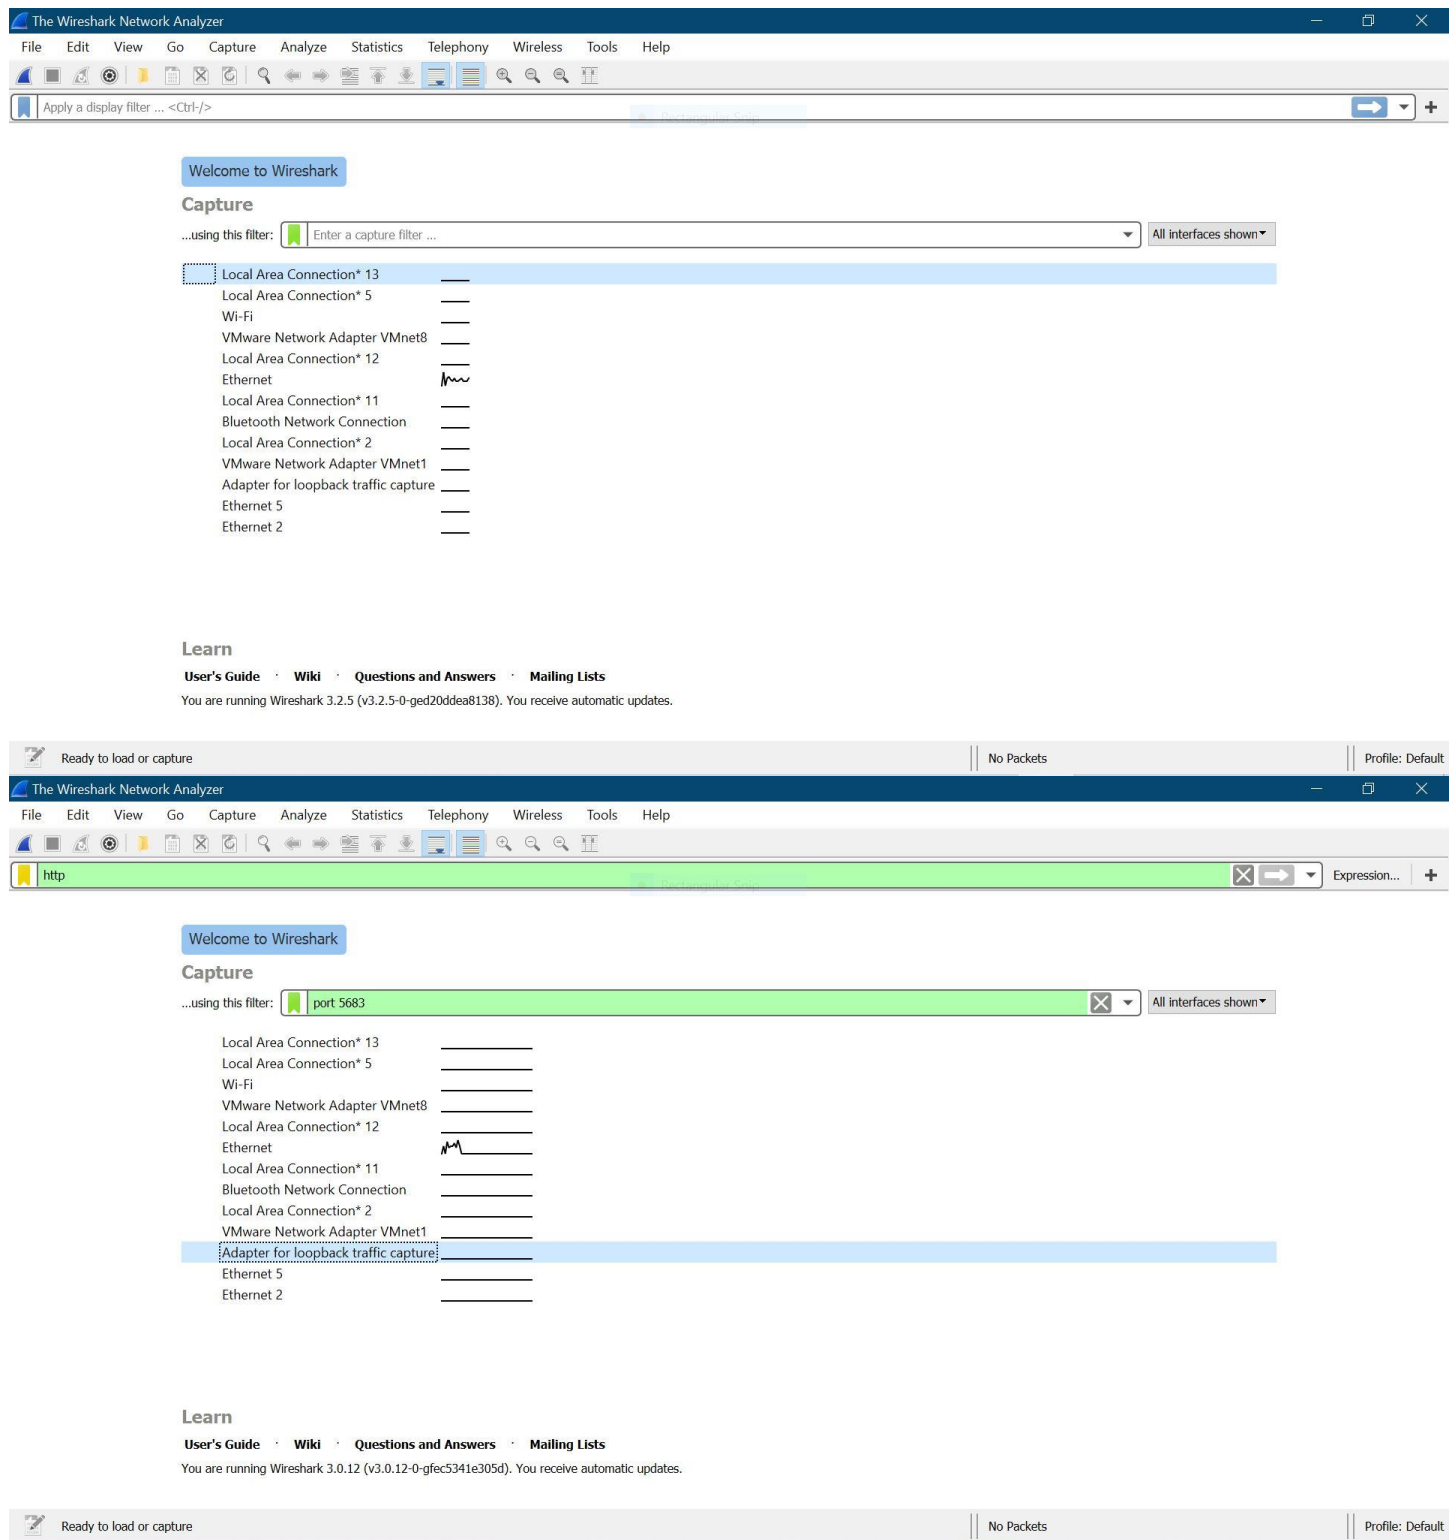 The Wireshark Network Analyzer
File Edit View Go Capture Analyze Statistics Telephony Wireless Tools Help
Apply a display filter ... <Ctrl-/>
Rectangular Snip
Welcome to Wireshark
Capture
...using this filter: Enter a capture filter ... All interfaces shown
Local Area Connection* 13
Local Area Connection* 5
Wi-Fi
VMware Network Adapter VMnet8
Local Area Connection* 12
Ethernet
Local Area Connection* 11
Bluetooth Network Connection
Local Area Connection* 2
VMware Network Adapter VMnet1
Adapter for loopback traffic capture
Ethernet 5
Ethernet 2
Learn
User's Guide · Wiki · Questions and Answers · Mailing Lists
You are running Wireshark 3.2.5 (v3.2.5-0-ged20ddea8138). You receive automatic updates.
Ready to load or capture No Packets Profile: Default
The Wireshark Network Analyzer
File Edit View Go Capture Analyze Statistics Telephony Wireless Tools Help
http Expression...
Rectangular Snip
Welcome to Wireshark
Capture
...using this filter: port 5683 All interfaces shown
Local Area Connection* 13
Local Area Connection* 5
Wi-Fi
VMware Network Adapter VMnet8
Local Area Connection* 12
Ethernet
Local Area Connection* 11
Bluetooth Network Connection
Local Area Connection* 2
VMware Network Adapter VMnet1
Adapter for loopback traffic capture
Ethernet 5
Ethernet 2
Learn
User's Guide · Wiki · Questions and Answers · Mailing Lists
You are running Wireshark 3.0.12 (v3.0.12-0-gfec5341e305d). You receive automatic updates.
Ready to load or capture No Packets Profile: Default